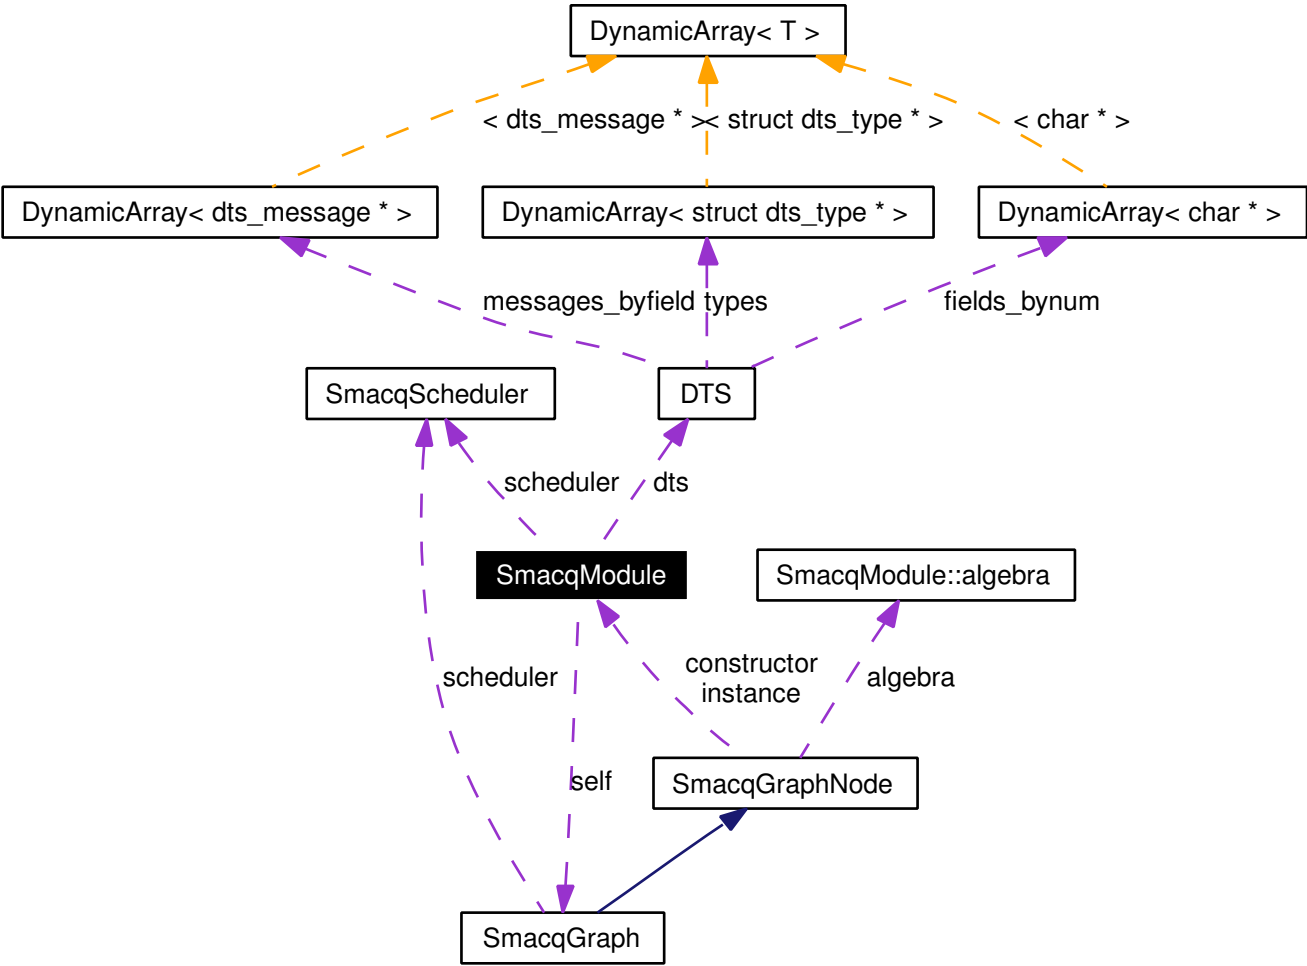 DynamicArray< T >
< dts_message * >
< struct dts_type * >
< char * >
DynamicArray< dts_message * >
DynamicArray< struct dts_type * >
DynamicArray< char * >
messages_byfield
types
fields_bynum
SmacqScheduler
DTS
scheduler
dts
SmacqModule
SmacqModule::algebra
scheduler
constructor
instance
algebra
self
SmacqGraphNode
SmacqGraph